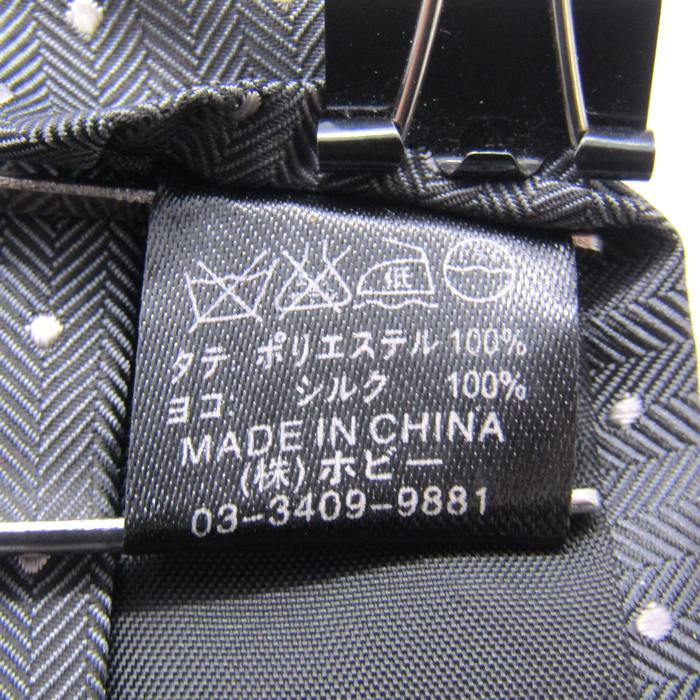 低
タテ: ポリエステル 100%
ヨコ: シルク 100%
MADE IN CHINA
(株)ホビー
03-3409-9881